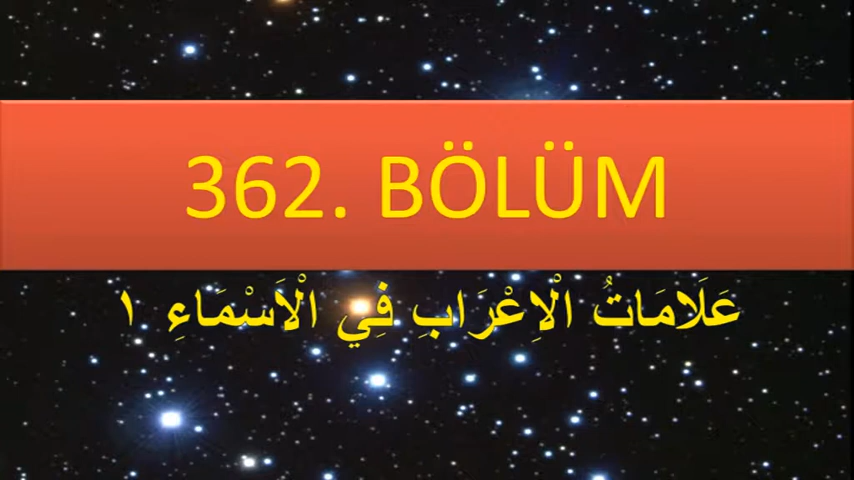 362. BÖLÜM
عَلَامَاتُ الْاِعْرَابِ فِي الْاَسْمَاءِ ١